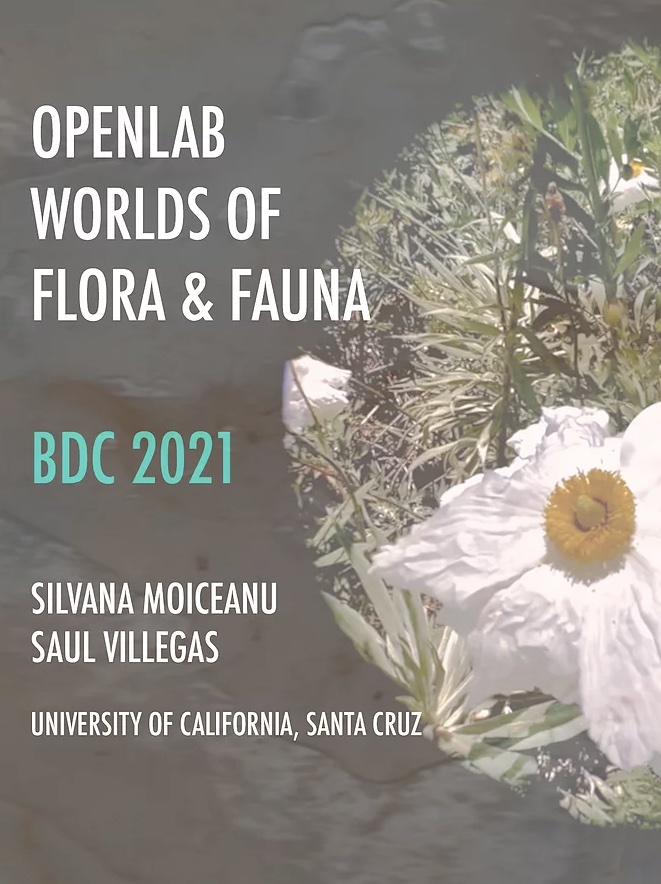 OPENLAB
WORLDS OF
FLORA & FAUNA
BDC 2021
SILVANA MOICEANU
SAUL VILLEGAS
UNIVERSITY OF CALIFORNIA, SANTA CRUZ